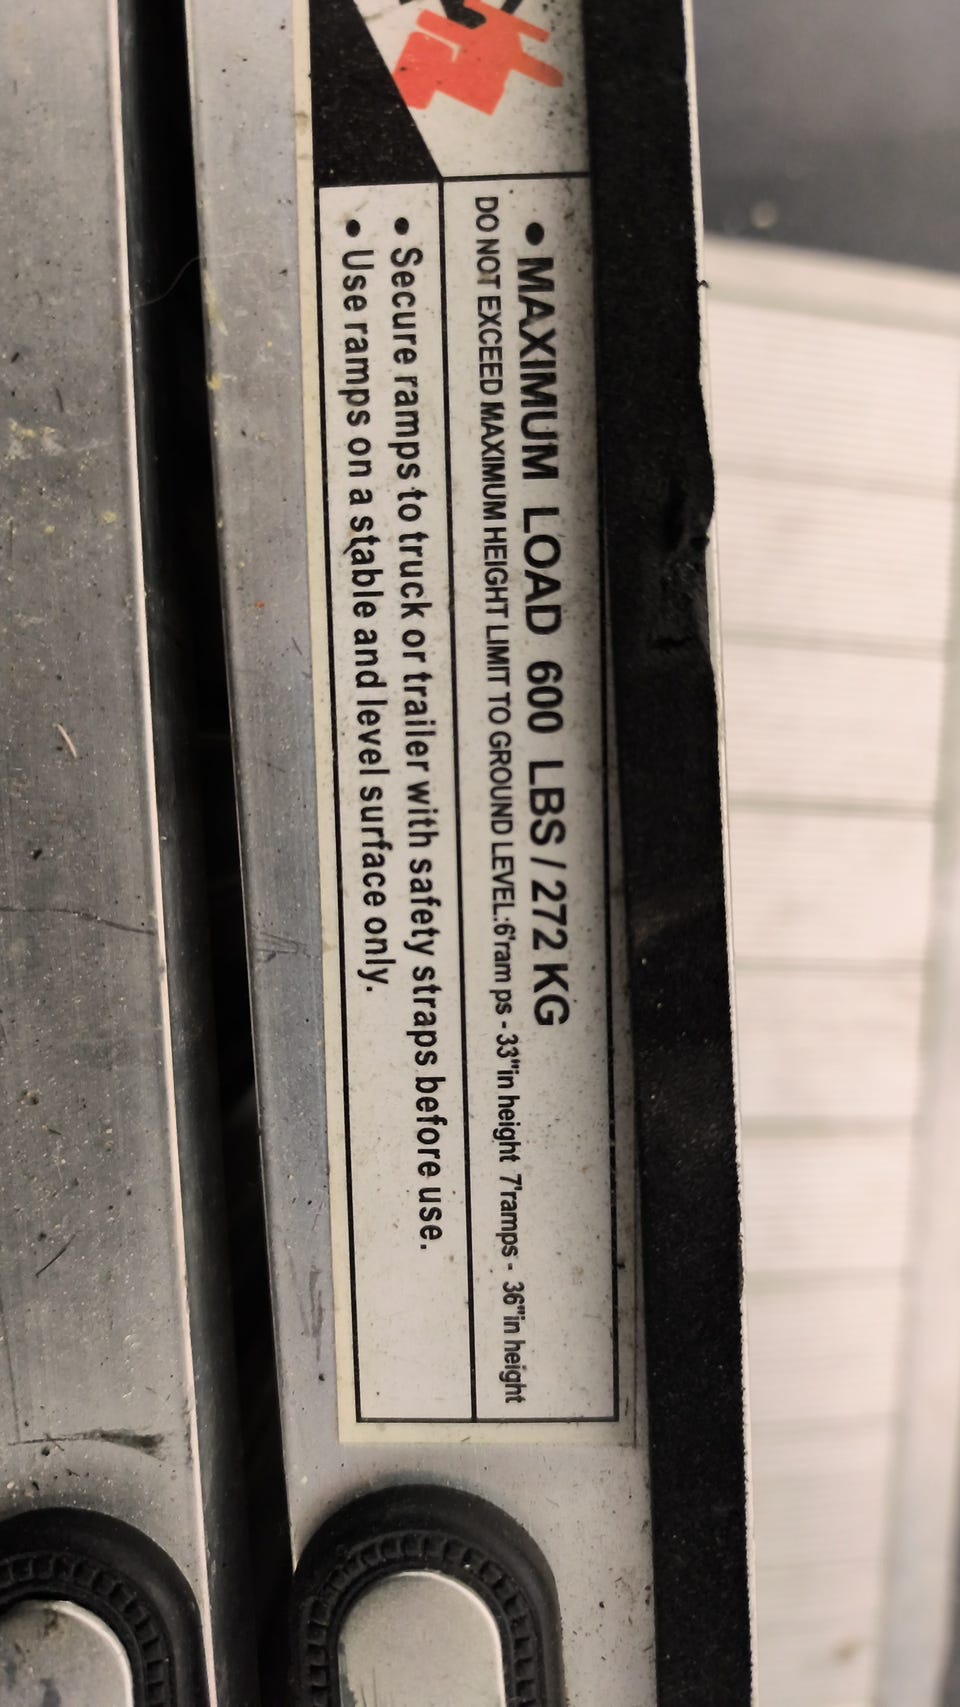 • MAXIMUM LOAD 600 LBS / 272 KG
DO NOT EXCEED MAXIMUM HEIGHT LIMIT TO GROUND LEVEL:6'ram ps - 33"in height 7'ramps - 36"in height
• Secure ramps to truck or trailer with safety straps before use.
• Use ramps on a stable and level surface only.